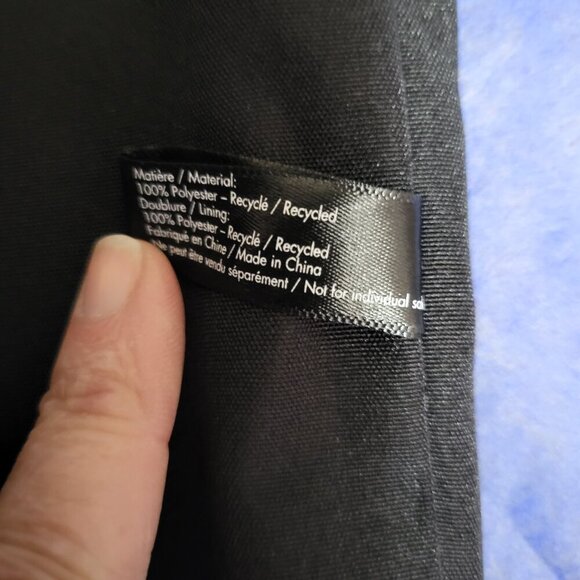 Matière / Material:
100% Polyester – Recyclé / Recycled
Doublure / Lining:
100% Polyester – Recyclé / Recycled
Fabriqué en Chine / Made in China
peut être vendu séparément / Not for individual